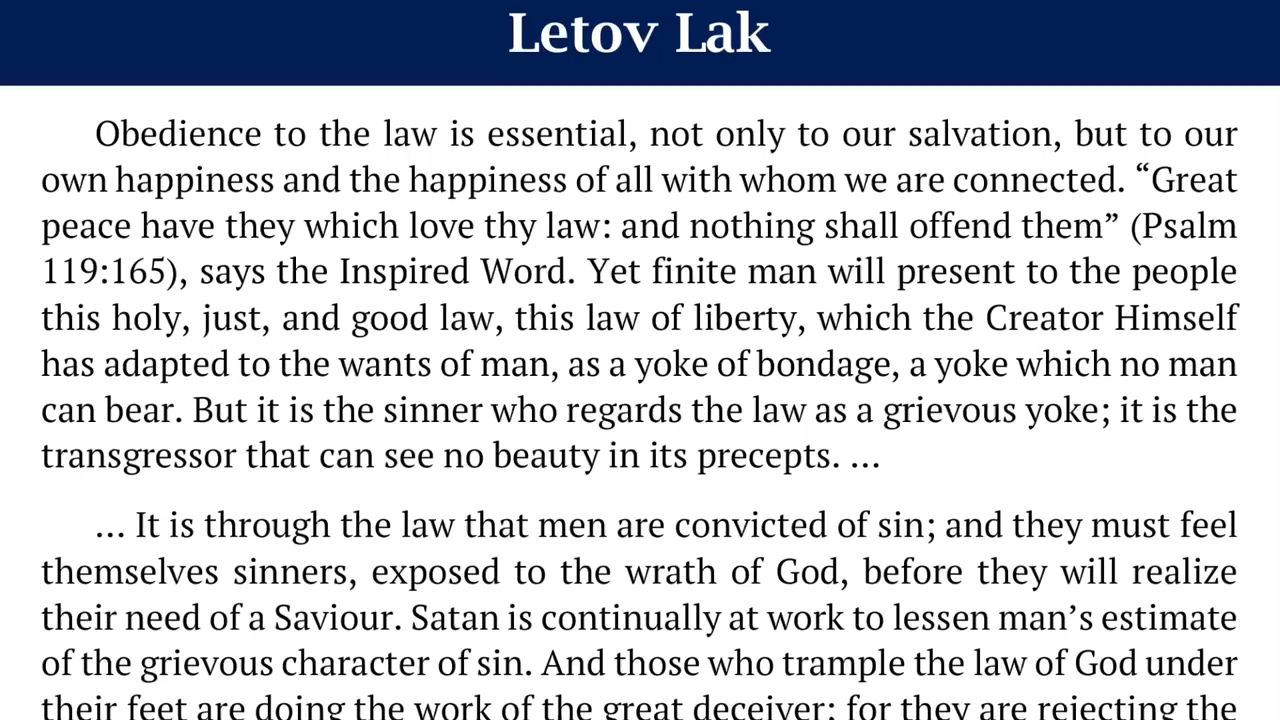 Letov Lak
Obedience to the law is essential, not only to our salvation, but to our
own happiness and the happiness of all with whom we are connected. “Great
peace have they which love thy law: and nothing shall offend them” (Psalm
119:165), says the Inspired Word. Yet finite man will present to the people
this holy, just, and good law, this law of liberty, which the Creator Himself
has adapted to the wants of man, as a yoke of bondage, a yoke which no man
can bear. But it is the sinner who regards the law as a grievous yoke; it is the
transgressor that can see no beauty in its precepts. …
… It is through the law that men are convicted of sin; and they must feel
themselves sinners, exposed to the wrath of God, before they will realize
their need of a Saviour. Satan is continually at work to lessen man’s estimate
of the grievous character of sin. And those who trample the law of God under
their feet are doing the work of the great deceiver; for they are rejecting the